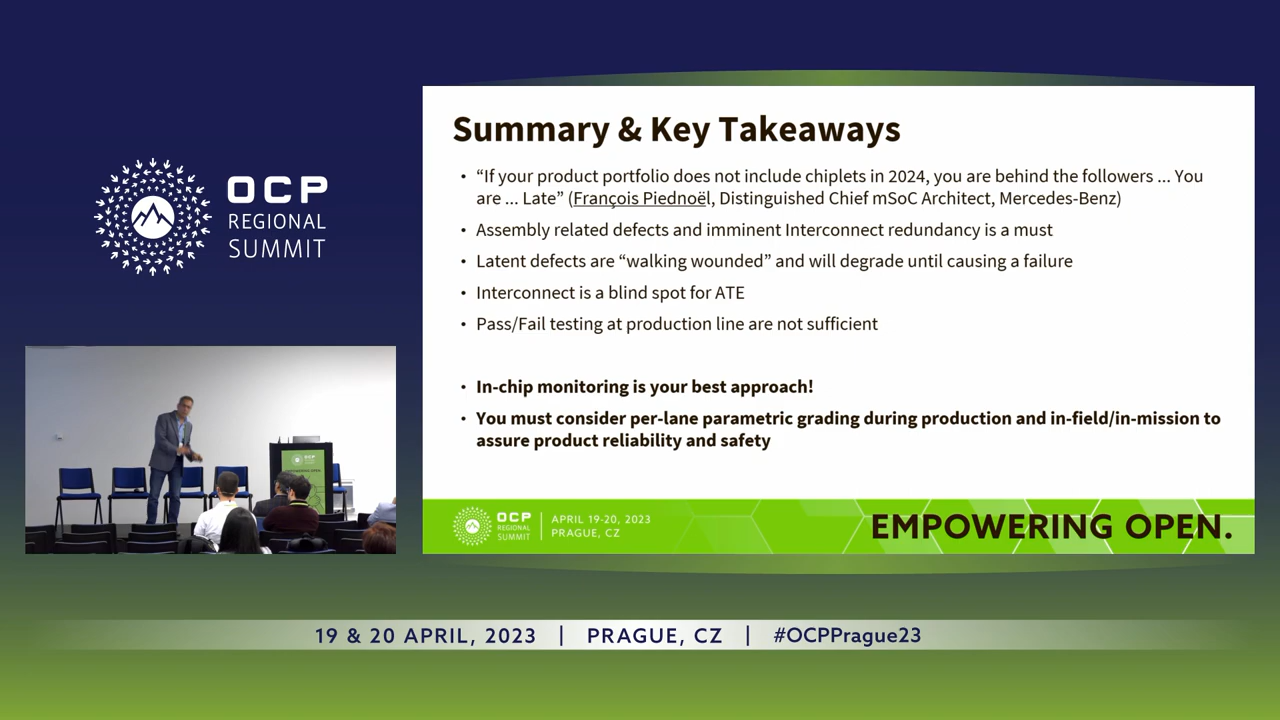 OCP
REGIONAL
SUMMIT
Summary & Key Takeaways
• “If your product portfolio does not include chiplets in 2024, you are behind the followers ... You
are ... Late” (François Piednoël, Distinguished Chief mSoC Architect, Mercedes-Benz)
• Assembly related defects and imminent Interconnect redundancy is a must
• Latent defects are “walking wounded” and will degrade until causing a failure
• Interconnect is a blind spot for ATE
• Pass/Fail testing at production line are not sufficient
• In-chip monitoring is your best approach!
• You must consider per-lane parametric grading during production and in-field/in-mission to
assure product reliability and safety
OCP
REGIONAL
SUMMIT
APRIL 19-20, 2023
PRAGUE, CZ
EMPOWERING OPEN.
EMPOWERING OPEN.
19 & 20 APRIL, 2023 | PRAGUE, CZ | #OCPPrague23